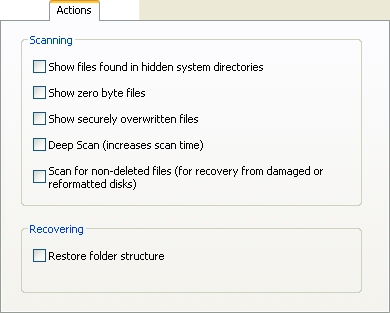 Actions
Scanning
Show files found in hidden system directories
Show zero byte files
Show securely overwritten files
Deep Scan (increases scan time)
Scan for non-deleted files (for recovery from damaged or
reformatted disks)
Recovering
Restore folder structure